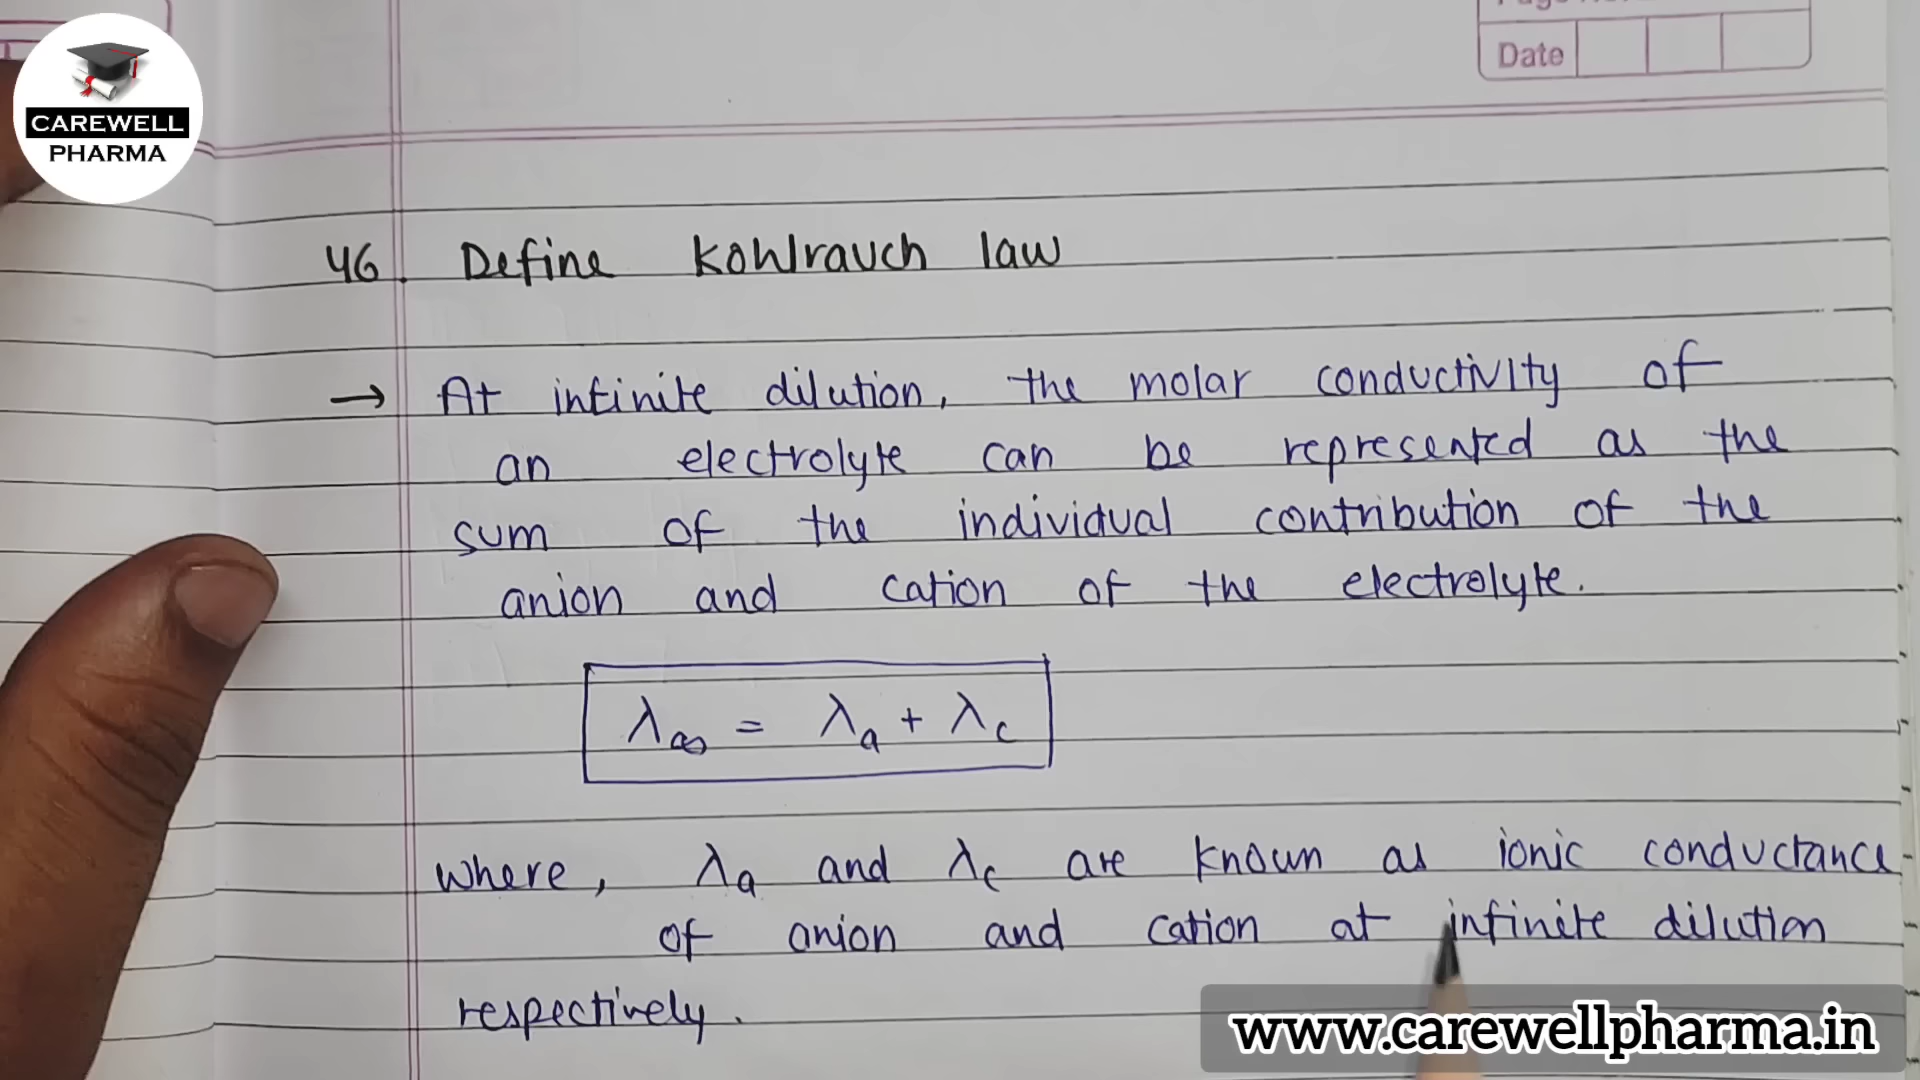 CAREWELL
PHARMA
Date
46. Define Kohlrauch law
→ At infinite dilution, the molar conductivity of
an electrolyte can be represented as the
sum of the individual contribution of the
anion and cation of the electrolyte.
λ∞ = λa + λc
where, λa and λc are known as ionic conductance
of anion and cation at infinite dilution
respectively.
www.carewellpharma.in